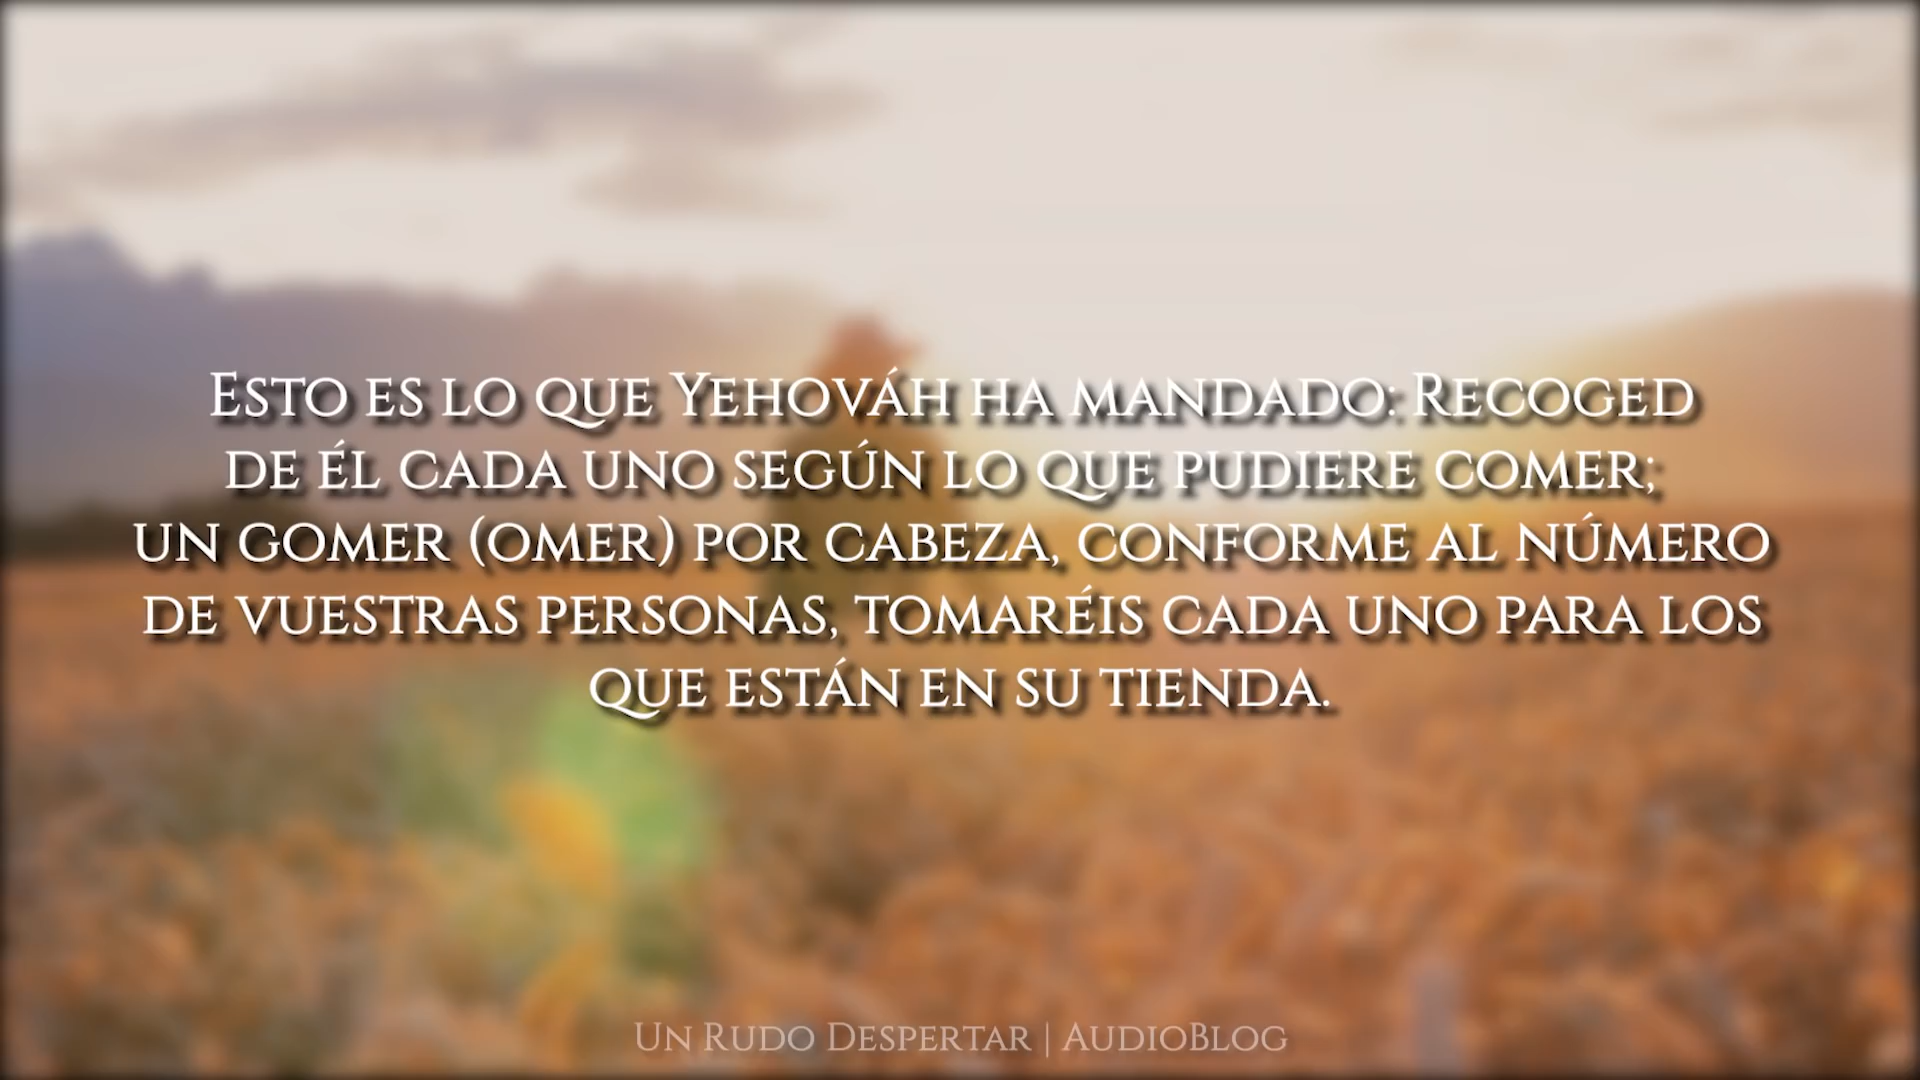 Esto es lo que Yehováh ha mandado: Recoged
de él cada uno según lo que pudiere comer;
un gomer (omer) por cabeza, conforme al número
de vuestras personas, tomaréis cada uno para los
que están en su tienda.
Un Rudo Despertar | AudioBlog